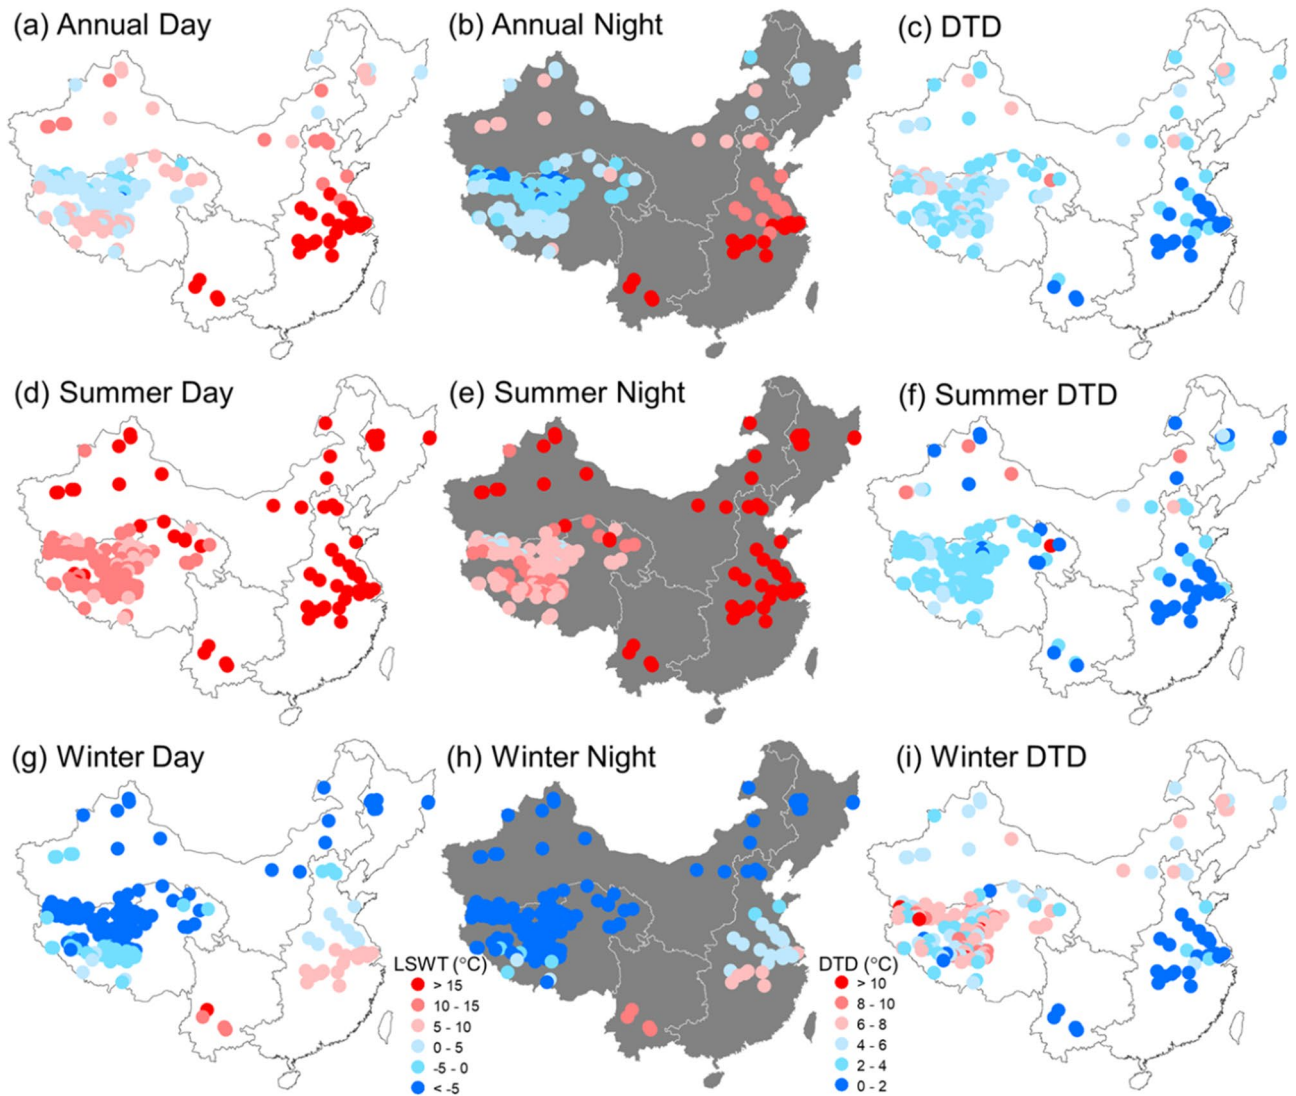 (a) Annual Day
(b) Annual Night
(c) DTD
(d) Summer Day
(e) Summer Night
(f) Summer DTD
(g) Winter Day
(h) Winter Night
(i) Winter DTD
LSWT (°C)
> 15
10 - 15
5 - 10
0 - 5
-5 - 0
< -5
DTD (°C)
> 10
8 - 10
6 - 8
4 - 6
2 - 4
0 - 2